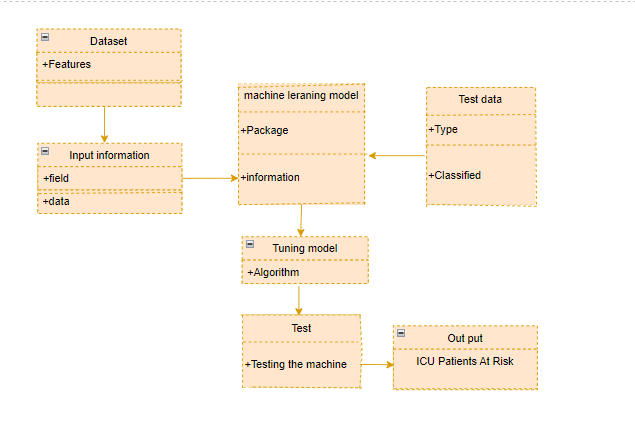 Dataset
+Features
Input information
+field
+data
machine leraning model
+Package
+information
Test data
+Type
+Classified
Tuning model
+Algorithm
Test
+Testing the machine
Out put
ICU Patients At Risk